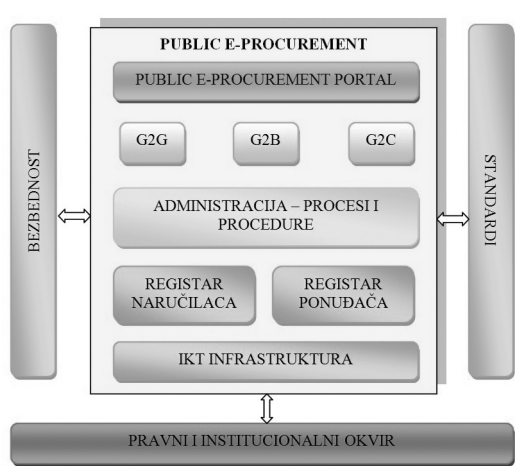 PUBLIC E-PROCUREMENT
PUBLIC E-PROCUREMENT PORTAL
G2G
G2B
G2C
ADMINISTRACIJA – PROCESI I
PROCEDURE
REGISTAR
NARUČILACA
REGISTAR
PONUĐAČA
IKT INFRASTRUKTURA
BEZBEDNOST
STANDARDI
PRAVNI I INSTITUCIONALNI OKVIR